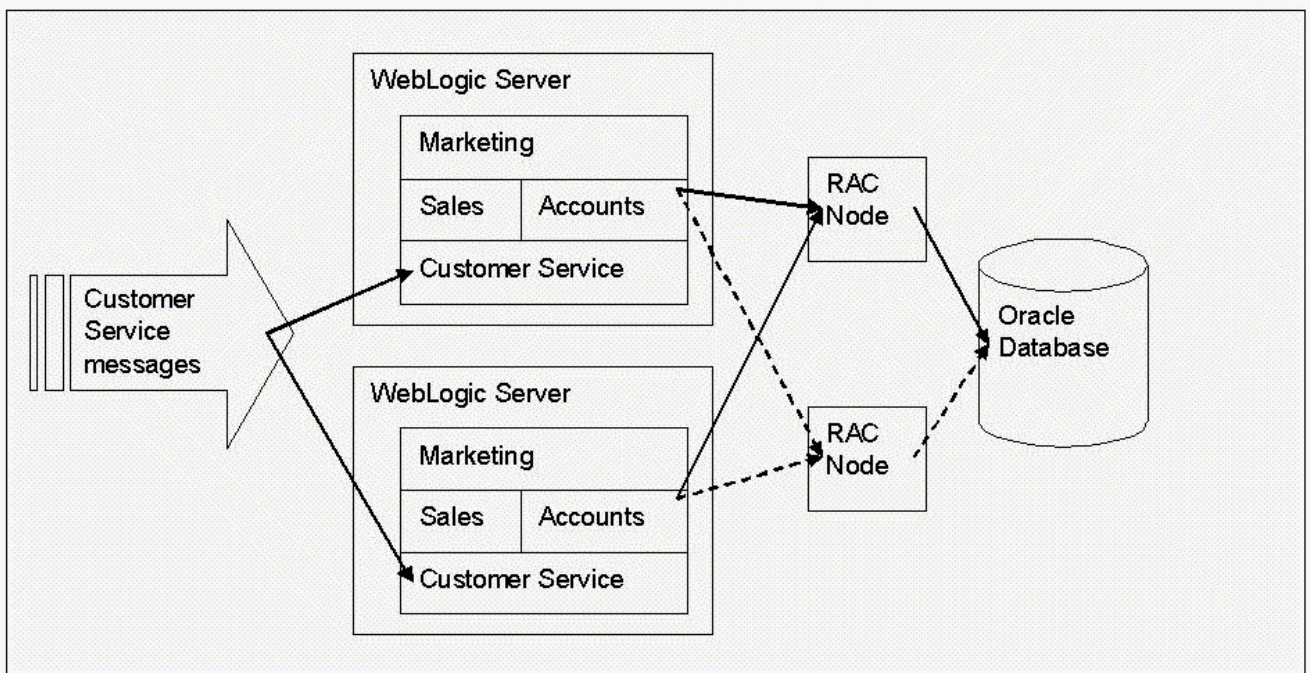 Customer
Service
messages
WebLogic Server
Marketing
Sales
Accounts
Customer Service
WebLogic Server
Marketing
Sales
Accounts
Customer Service
RAC
Node
RAC
Node
Oracle
Database